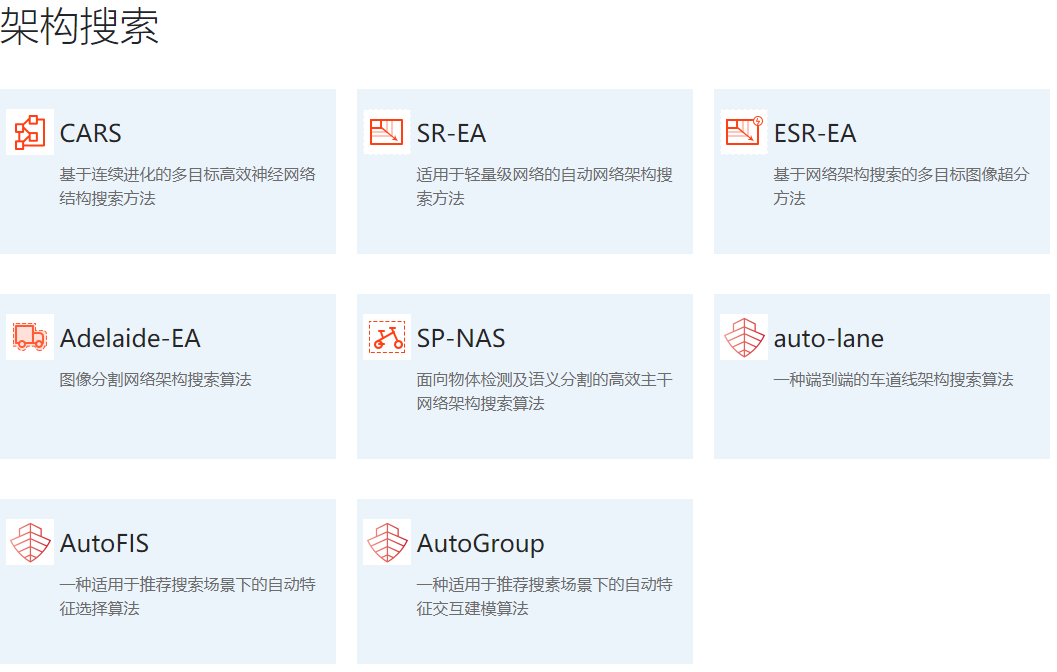 架构搜索
CARS
基于连续进化的多目标高效神经网络
结构搜索方法
SR-EA
适用于轻量级网络的自动网络架构搜
索方法
ESR-EA
基于网络架构搜索的多目标图像超分
方法
Adelaide-EA
图像分割网络架构搜索算法
SP-NAS
面向物体检测及语义分割的高效主干
网络架构搜索算法
auto-lane
一种端到端的车道线架构搜索算法
AutoFIS
一种适用于推荐搜索场景下的自动特
征选择算法
AutoGroup
一种适用于推荐搜素场景下的自动特
征交互建模算法